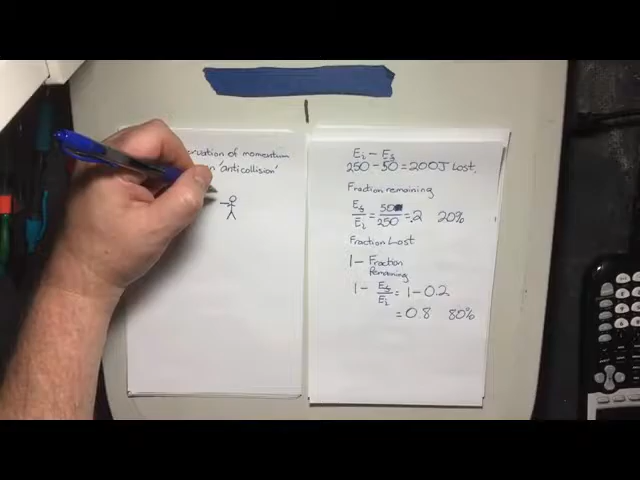 rvation of momentum
n 'anticollision'
Ei - Ef
250 - 50 = 200J Lost.
Fraction remaining
Ef/Ei = 50/250 = .2 20%
Fraction Lost
1 - Fraction
Remaining
1 - Ef/Ei = 1 - 0.2
= 0.8 80%